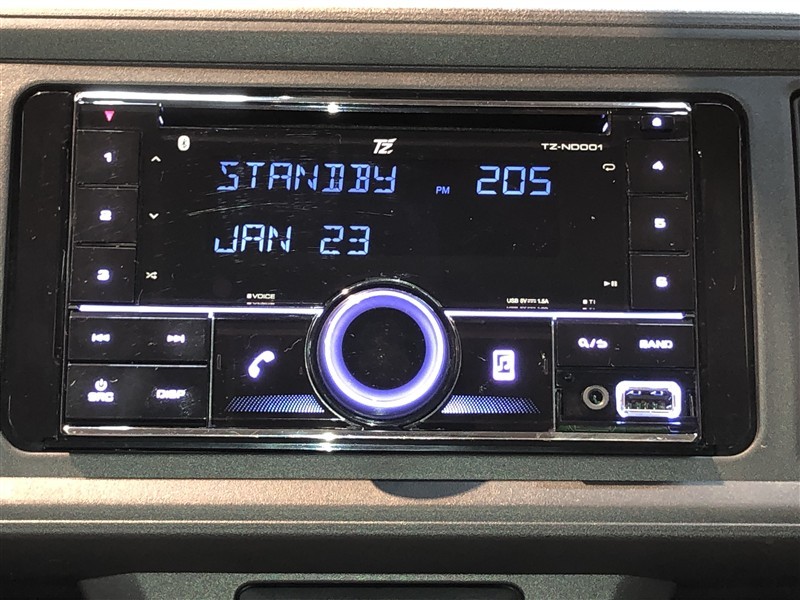 TZ TZ-ND001
1 4
STANDBY PM 205
2 5
JAN 23
3 6
VOICE USB 5V 1.5A
SRC DISP
BAND